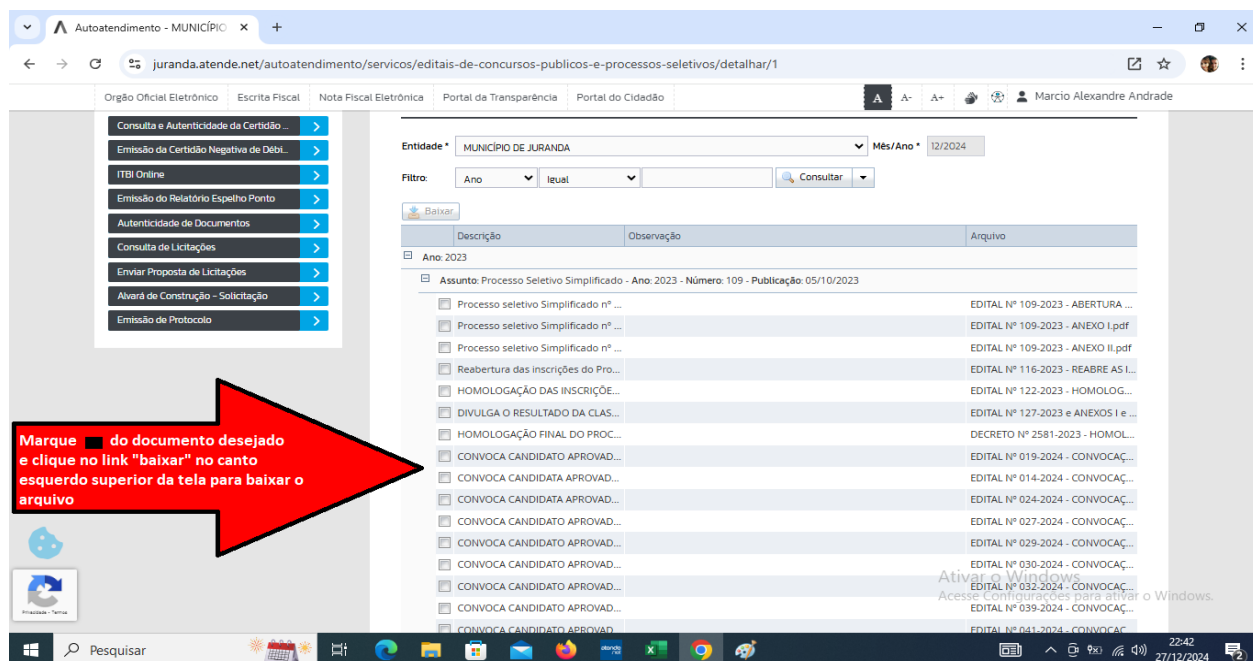 Autoatendimento - MUNICÍPIO
juranda.atende.net/autoatendimento/servicos/editais-de-concursos-publicos-e-processos-seletivos/detalhar/1
Orgão Oficial Eletrônico Escrita Fiscal Nota Fiscal Eletrônica Portal da Transparência Portal do Cidadão A A- A+ Marcio Alexandre Andrade
Consulta e Autenticidade da Certidão ...
Emissão da Certidão Negativa de Débi...
ITBI Online
Emissão do Relatório Espelho Ponto
Autenticidade de Documentos
Consulta de Licitações
Enviar Proposta de Licitações
Alvará de Construção - Solicitação
Emissão de Protocolo
Entidade * MUNICÍPIO DE JURANDA Mês/Ano * 12/2024
Filtro: Ano Igual Consultar
Baixar
Descrição Observação Arquivo
Ano: 2023
Assunto: Processo Seletivo Simplificado - Ano: 2023 - Número: 109 - Publicação: 05/10/2023
Processo seletivo Simplificado nº ... EDITAL Nº 109-2023 - ABERTURA ...
Processo seletivo Simplificado nº ... EDITAL Nº 109-2023 - ANEXO I.pdf
Processo seletivo Simplificado nº ... EDITAL Nº 109-2023 - ANEXO II.pdf
Reabertura das inscrições do Pro... EDITAL Nº 116-2023 - REABRE AS I...
HOMOLOGAÇÃO DAS INSCRIÇÕE... EDITAL Nº 122-2023 - HOMOLOG...
DIVULGA O RESULTADO DA CLAS... EDITAL Nº 127-2023 e ANEXOS I e ...
HOMOLOGAÇÃO FINAL DO PROC... DECRETO Nº 2581-2023 - HOMOL...
CONVOCA CANDIDATO APROVAD... EDITAL Nº 019-2024 - CONVOCAÇ...
CONVOCA CANDIDATA APROVAD... EDITAL Nº 014-2024 - CONVOCAÇ...
CONVOCA CANDIDATA APROVAD... EDITAL Nº 024-2024 - CONVOCAÇ...
CONVOCA CANDIDATO APROVAD... EDITAL Nº 027-2024 - CONVOCAÇ...
CONVOCA CANDIDATO APROVAD... EDITAL Nº 029-2024 - CONVOCAÇ...
CONVOCA CANDIDATO APROVAD... EDITAL Nº 030-2024 - CONVOCAÇ...
CONVOCA CANDIDATO APROVAD... EDITAL Nº 032-2024 - CONVOCAÇ...
CONVOCA CANDIDATO APROVAD... EDITAL Nº 039-2024 - CONVOCAÇ...
CONVOCA CANDIDATO APROVAD... EDITAL Nº 041-2024 - CONVOCAÇ...
Marque do documento desejado
e clique no link "baixar" no canto
esquerdo superior da tela para baixar o
arquivo
Privacidade - Termos
Ativar o Windows
Acesse Configurações para ativar o Windows.
Pesquisar
22:42
27/12/2024